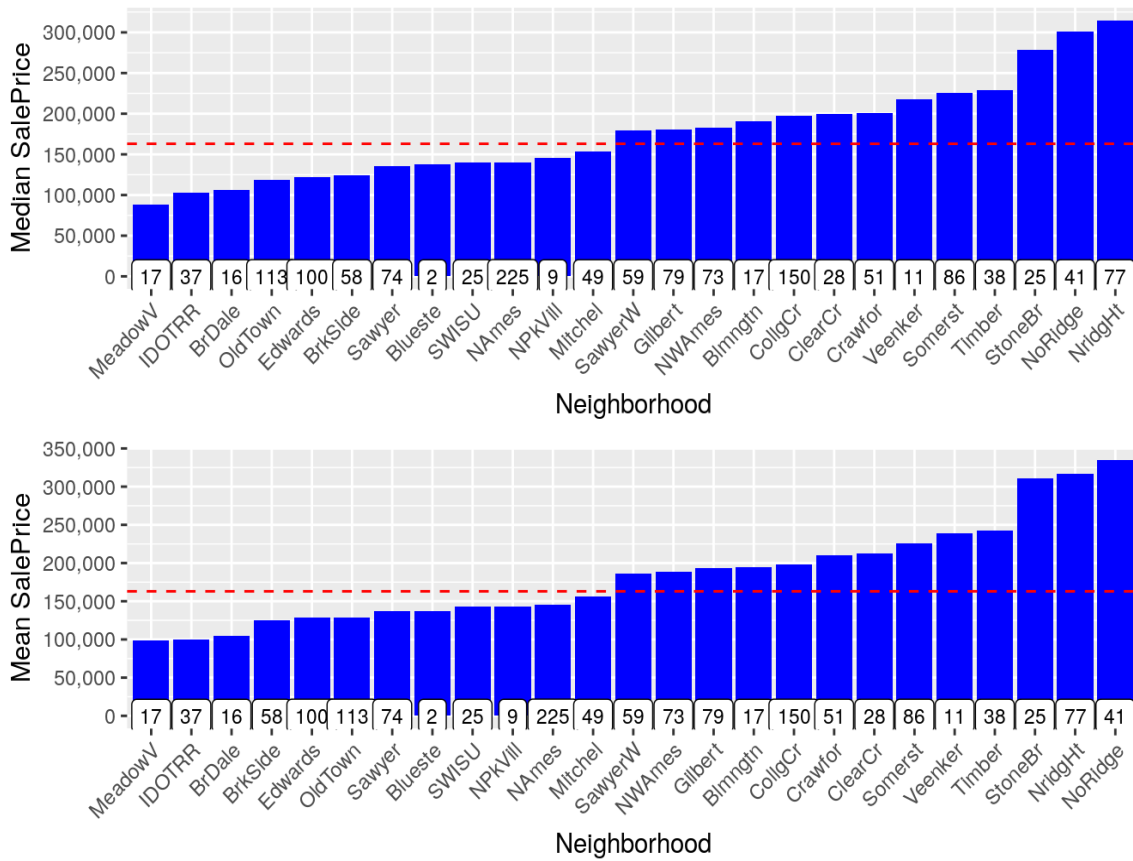 Median SalePrice
300,000
250,000
200,000
150,000
100,000
50,000
0
17 37 16 113 100 58 74 2 25 225 9 49 59 79 73 17 150 28 51 11 86 38 25 41 77
MeadowV IDOTRR BrDale OldTown Edwards BrkSide Sawyer Blueste SWISU NAmes NPkVill Mitchel SawyerW Gilbert NWAmes Blmngtn CollgCr ClearCr Crawfor Veenker Somerst Timber StoneBr NoRidge NridgHt
Neighborhood
Mean SalePrice
350,000
300,000
250,000
200,000
150,000
100,000
50,000
0
17 37 16 58 100 113 74 2 25 9 225 49 59 73 79 17 150 51 28 86 11 38 25 77 41
MeadowV IDOTRR BrDale BrkSide Edwards OldTown Sawyer Blueste SWISU NPkVill NAmes Mitchel SawyerW NWAmes Gilbert Blmngtn CollgCr Crawfor ClearCr Somerst Veenker Timber StoneBr NridgHt NoRidge
Neighborhood